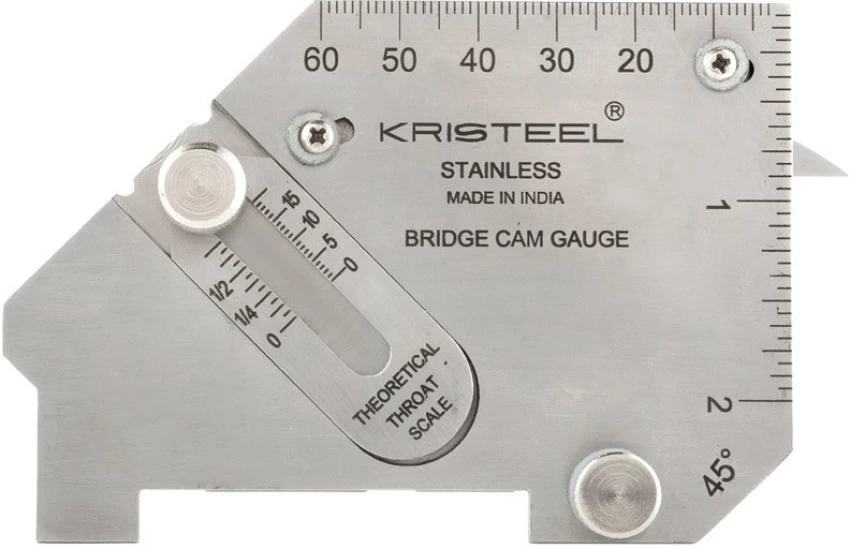 60 50 40 30 20
KRISTEEL®
STAINLESS
MADE IN INDIA
BRIDGE CAM GAUGE
15 10 5 0
1/2 1/4 0
THEORETICAL
THROAT
SCALE
1
2
45°